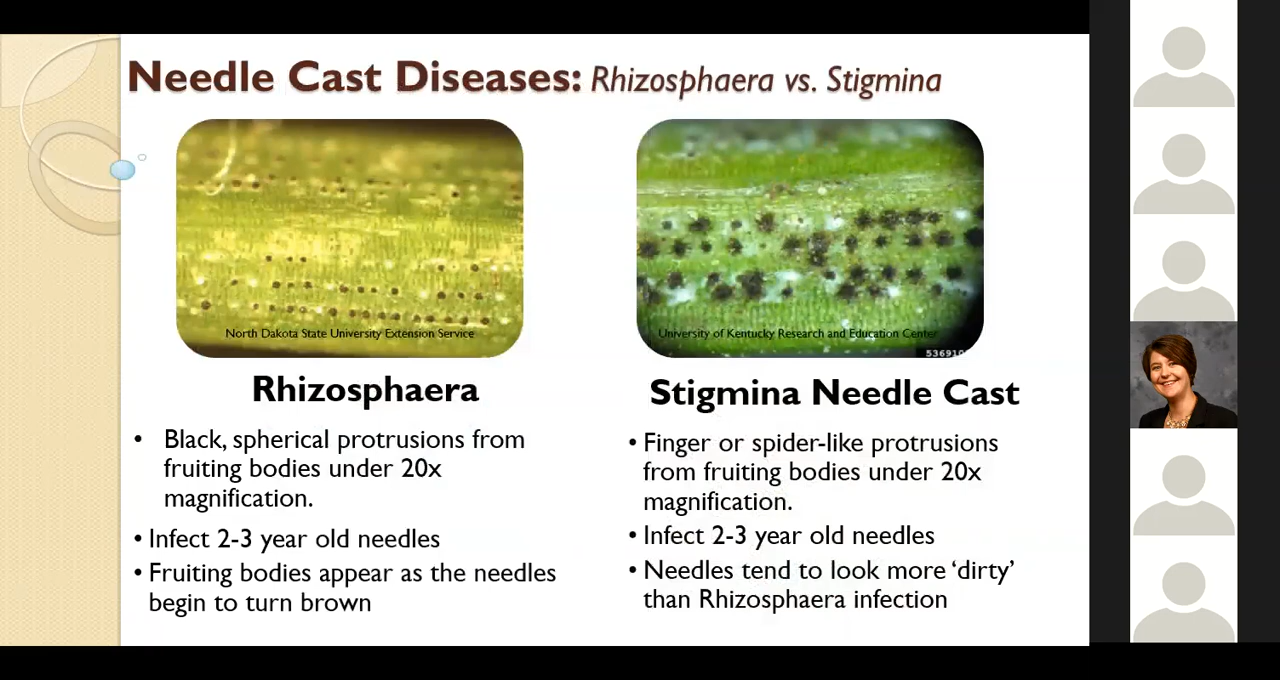 Needle Cast Diseases: Rhizosphaera vs. Stigmina
North Dakota State University Extension Service
University of Kentucky Research and Education Center
Rhizosphaera
• Black, spherical protrusions from
fruiting bodies under 20x
magnification.
• Infect 2-3 year old needles
• Fruiting bodies appear as the needles
begin to turn brown
Stigmina Needle Cast
• Finger or spider-like protrusions
from fruiting bodies under 20x
magnification.
• Infect 2-3 year old needles
• Needles tend to look more ‘dirty’
than Rhizosphaera infection